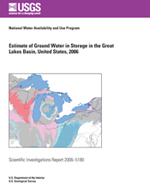 USGS
National Water Availability and Use Program
Estimate of Ground Water in Storage in the Great
Lakes Basin, United States, 2006
Scientific Investigations Report 2006–5180
U.S. Department of the Interior
U.S. Geological Survey